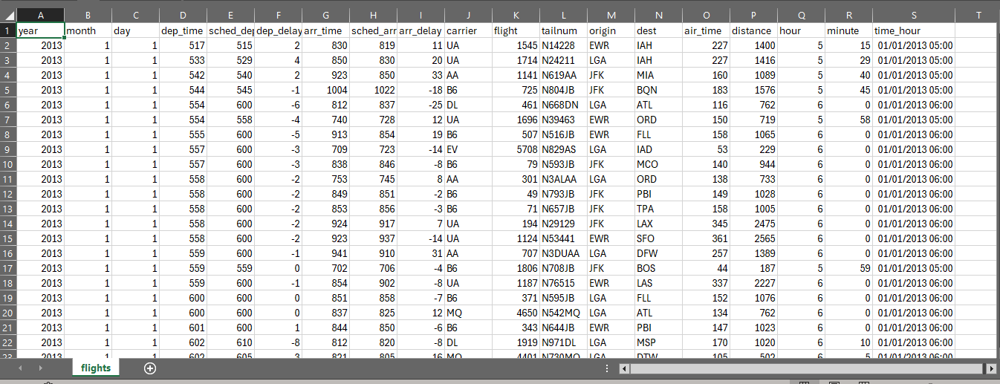 A B C D E F G H I J K L M N O P Q R S T
1 year month day dep_time sched_dep dep_delay arr_time sched_arr arr_delay carrier flight tailnum origin dest air_time distance hour minute time_hour
2 2013 1 1 517 515 2 830 819 11 UA 1545 N14228 EWR IAH 227 1400 5 15 01/01/2013 05:00
3 2013 1 1 533 529 4 850 830 20 UA 1714 N24211 LGA IAH 227 1416 5 29 01/01/2013 05:00
4 2013 1 1 542 540 2 923 850 33 AA 1141 N619AA JFK MIA 160 1089 5 40 01/01/2013 05:00
5 2013 1 1 544 545 -1 1004 1022 -18 B6 725 N804JB JFK BQN 183 1576 5 45 01/01/2013 05:00
6 2013 1 1 554 600 -6 812 837 -25 DL 461 N668DN LGA ATL 116 762 6 0 01/01/2013 06:00
7 2013 1 1 554 558 -4 740 728 12 UA 1696 N39463 EWR ORD 150 719 5 58 01/01/2013 05:00
8 2013 1 1 555 600 -5 913 854 19 B6 507 N516JB EWR FLL 158 1065 6 0 01/01/2013 06:00
9 2013 1 1 557 600 -3 709 723 -14 EV 5708 N829AS LGA IAD 53 229 6 0 01/01/2013 06:00
10 2013 1 1 557 600 -3 838 846 -8 B6 79 N593JB JFK MCO 140 944 6 0 01/01/2013 06:00
11 2013 1 1 558 600 -2 753 745 8 AA 301 N3ALAA LGA ORD 138 733 6 0 01/01/2013 06:00
12 2013 1 1 558 600 -2 849 851 -2 B6 49 N793JB JFK PBI 149 1028 6 0 01/01/2013 06:00
13 2013 1 1 558 600 -2 853 856 -3 B6 71 N657JB JFK TPA 158 1005 6 0 01/01/2013 06:00
14 2013 1 1 558 600 -2 924 917 7 UA 194 N29129 JFK LAX 345 2475 6 0 01/01/2013 06:00
15 2013 1 1 558 600 -2 923 937 -14 UA 1124 N53441 EWR SFO 361 2565 6 0 01/01/2013 06:00
16 2013 1 1 559 600 -1 941 910 31 AA 707 N3DUAA LGA DFW 257 1389 6 0 01/01/2013 06:00
17 2013 1 1 559 559 0 702 706 -4 B6 1806 N708JB JFK BOS 44 187 5 59 01/01/2013 05:00
18 2013 1 1 559 600 -1 854 902 -8 UA 1187 N76515 EWR LAS 337 2227 6 0 01/01/2013 06:00
19 2013 1 1 600 600 0 851 858 -7 B6 371 N595JB LGA FLL 152 1076 6 0 01/01/2013 06:00
20 2013 1 1 600 600 0 837 825 12 MQ 4650 N542MQ LGA ATL 134 762 6 0 01/01/2013 06:00
21 2013 1 1 601 600 1 844 850 -6 B6 343 N644JB EWR PBI 147 1023 6 0 01/01/2013 06:00
22 2013 1 1 602 610 -8 812 820 -8 DL 1919 N971DL LGA MSP 170 1020 6 10 01/01/2013 06:00
23 2013 1 1 602 605 -3 821 805 16 MQ 4401 N730MQ LGA DTW 105 502 6 5 01/01/2013 06:00
flights